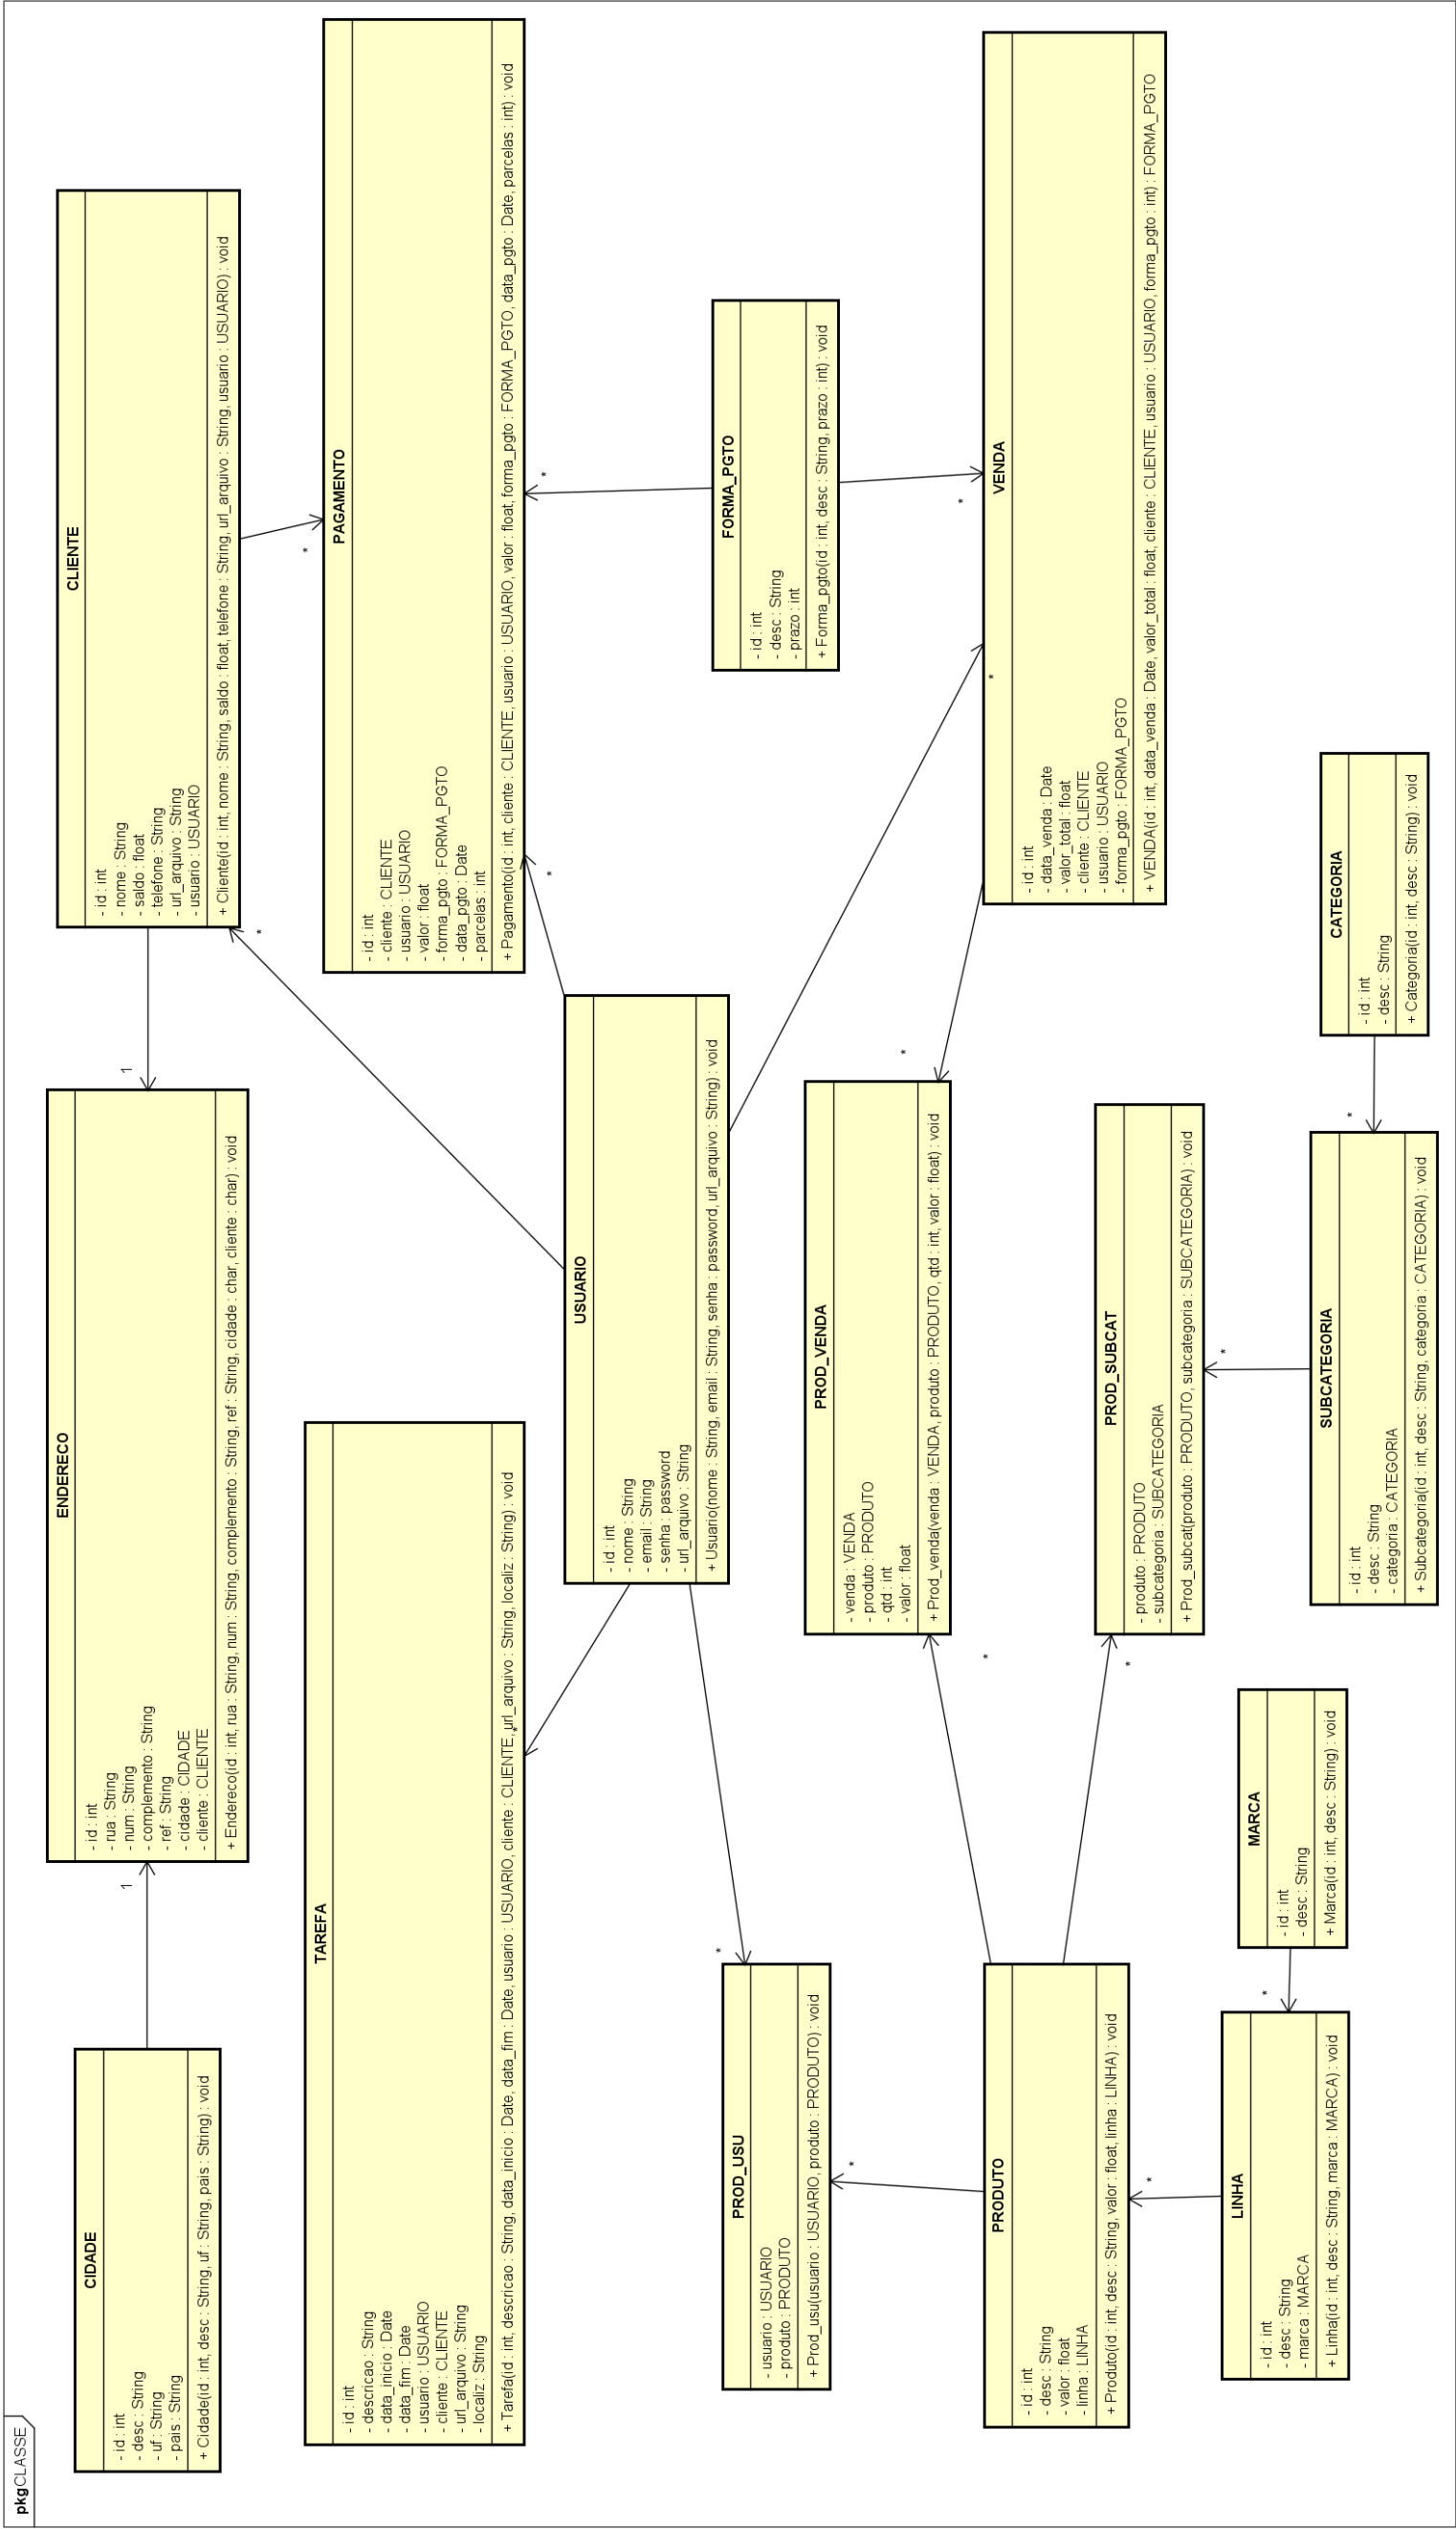 pkgCLASSE
CIDADE
- id : int
- desc : String
- uf : String
- pais : String
+ Cidade(id : int, desc : String, uf : String, pais : String) : void
1
ENDERECO
- id : int
- rua : String
- num : String
- complemento : String
- ref : String
- cidade : CIDADE
- cliente : CLIENTE
+ Endereco(id : int, rua : String, num : String, complemento : String, ref : String, cidade : char, cliente : char) : void
1
CLIENTE
- id : int
- nome : String
- saldo : float
- telefone : String
- url_arquivo : String
- usuario : USUARIO
+ Cliente(id : int, nome : String, saldo : float, telefone : String, url_arquivo : String, usuario : USUARIO) : void
*
*
TAREFA
- id : int
- descricao : String
- data_inicio : Date
- data_fim : Date
- usuario : USUARIO
- cliente : CLIENTE
- url_arquivo : String
- localiz : String
+ Tarefa(id : int, descricao : String, data_inicio : Date, data_fim : Date, usuario : USUARIO, cliente : CLIENTE, url_arquivo : String, localiz : String) : void
*
PAGAMENTO
- id : int
- cliente : CLIENTE
- usuario : USUARIO
- valor : float
- forma_pgto : FORMA_PGTO
- data_pgto : Date
- parcelas : int
+ Pagamento(id : int, cliente : CLIENTE, usuario : USUARIO, valor : float, forma_pgto : FORMA_PGTO, data_pgto : Date, parcelas : int) : void
*
*
USUARIO
- id : int
- nome : String
- email : String
- senha : password
- url_arquivo : String
+ Usuario(nome : String, email : String, senha : password, url_arquivo : String) : void
*
PROD_USU
- usuario : USUARIO
- produto : PRODUTO
+ Prod_usu(usuario : USUARIO, produto : PRODUTO) : void
*
FORMA_PGTO
- id : int
- desc : String
- prazo : int
+ Forma_pgto(id : int, desc : String, prazo : int) : void
*
*
PROD_VENDA
- venda : VENDA
- produto : PRODUTO
- qtd : int
- valor : float
+ Prod_venda(venda : VENDA, produto : PRODUTO, qtd : int, valor : float) : void
*
*
VENDA
- id : int
- data_venda : Date
- valor_total : float
- cliente : CLIENTE
- usuario : USUARIO
- forma_pgto : FORMA_PGTO
+ VENDA(id : int, data_venda : Date, valor_total : float, cliente : CLIENTE, usuario : USUARIO, forma_pgto : int) : FORMA_PGTO
PRODUTO
- id : int
- desc : String
- valor : float
- linha : LINHA
+ Produto(id : int, desc : String, valor : float, linha : LINHA) : void
*
*
PROD_SUBCAT
- produto : PRODUTO
- subcategoria : SUBCATEGORIA
+ Prod_subcat(produto : PRODUTO, subcategoria : SUBCATEGORIA) : void
*
LINHA
- id : int
- desc : String
- marca : MARCA
+ Linha(id : int, desc : String, marca : MARCA) : void
*
MARCA
- id : int
- desc : String
+ Marca(id : int, desc : String) : void
SUBCATEGORIA
- id : int
- desc : String
- categoria : CATEGORIA
+ Subcategoria(id : int, desc : String, categoria : CATEGORIA) : void
*
CATEGORIA
- id : int
- desc : String
+ Categoria(id : int, desc : String) : void